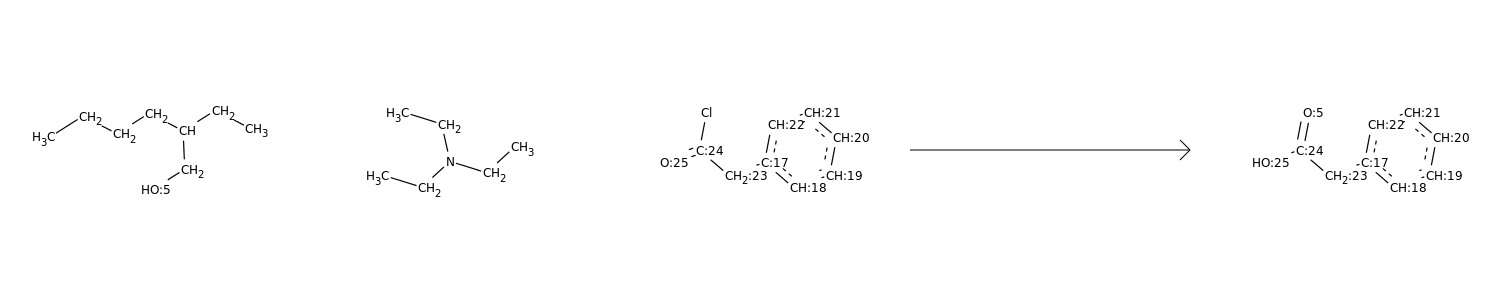 H3C CH2 CH2 CH2 CH CH2 CH3 CH2 HO:5
H3C CH2 N CH2 CH3 CH2 H3C
Cl C:24 O:25 CH2:23 C:17 CH:22 CH:21 CH:20 CH:19 CH:18
O:5 C:24 HO:25 CH2:23 C:17 CH:22 CH:21 CH:20 CH:19 CH:18